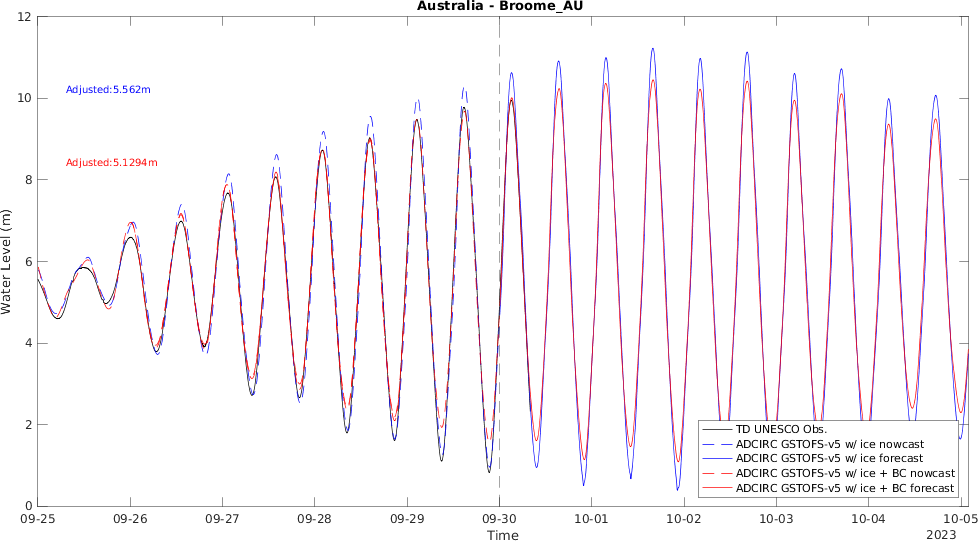 Australia - Broome_AU
12
10
8
6
4
2
0
Water Level (m)
Adjusted:5.562m
Adjusted:5.1294m
TD UNESCO Obs.
ADCIRC GSTOFS-v5 w/ ice nowcast
ADCIRC GSTOFS-v5 w/ ice forecast
ADCIRC GSTOFS-v5 w/ ice + BC nowcast
ADCIRC GSTOFS-v5 w/ ice + BC forecast
09-25 09-26 09-27 09-28 09-29 09-30 10-01 10-02 10-03 10-04 10-05
Time
2023